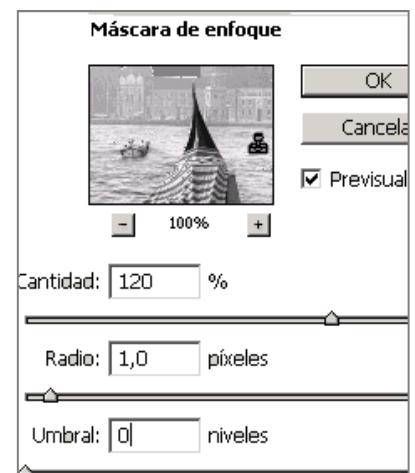 Máscara de enfoque
OK
Cancela
Previsual
- 100% +
Cantidad: 120 %
Radio: 1,0 píxeles
Umbral: 0 niveles